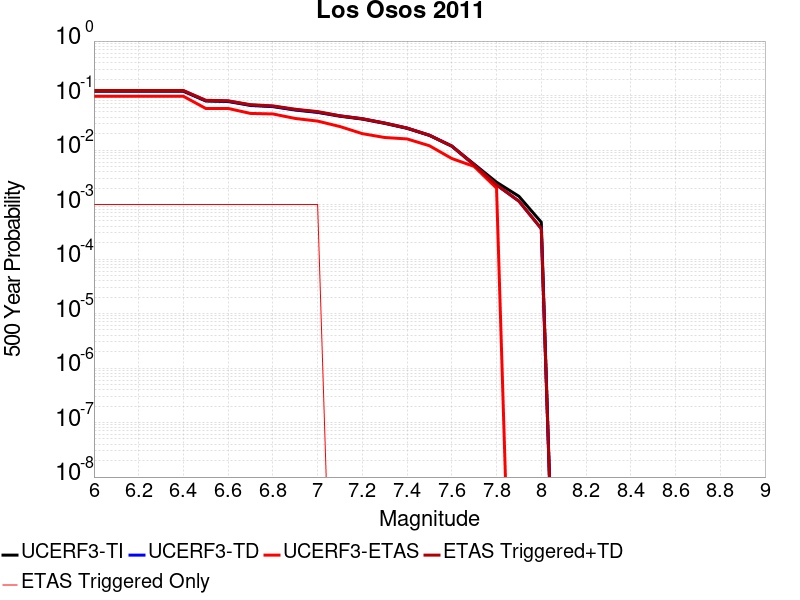 Los Osos 2011
500 Year Probability
10^0
10^-1
10^-2
10^-3
10^-4
10^-5
10^-6
10^-7
10^-8
6 6.2 6.4 6.6 6.8 7 7.2 7.4 7.6 7.8 8 8.2 8.4 8.6 8.8 9
Magnitude
UCERF3-TI UCERF3-TD UCERF3-ETAS ETAS Triggered+TD
ETAS Triggered Only